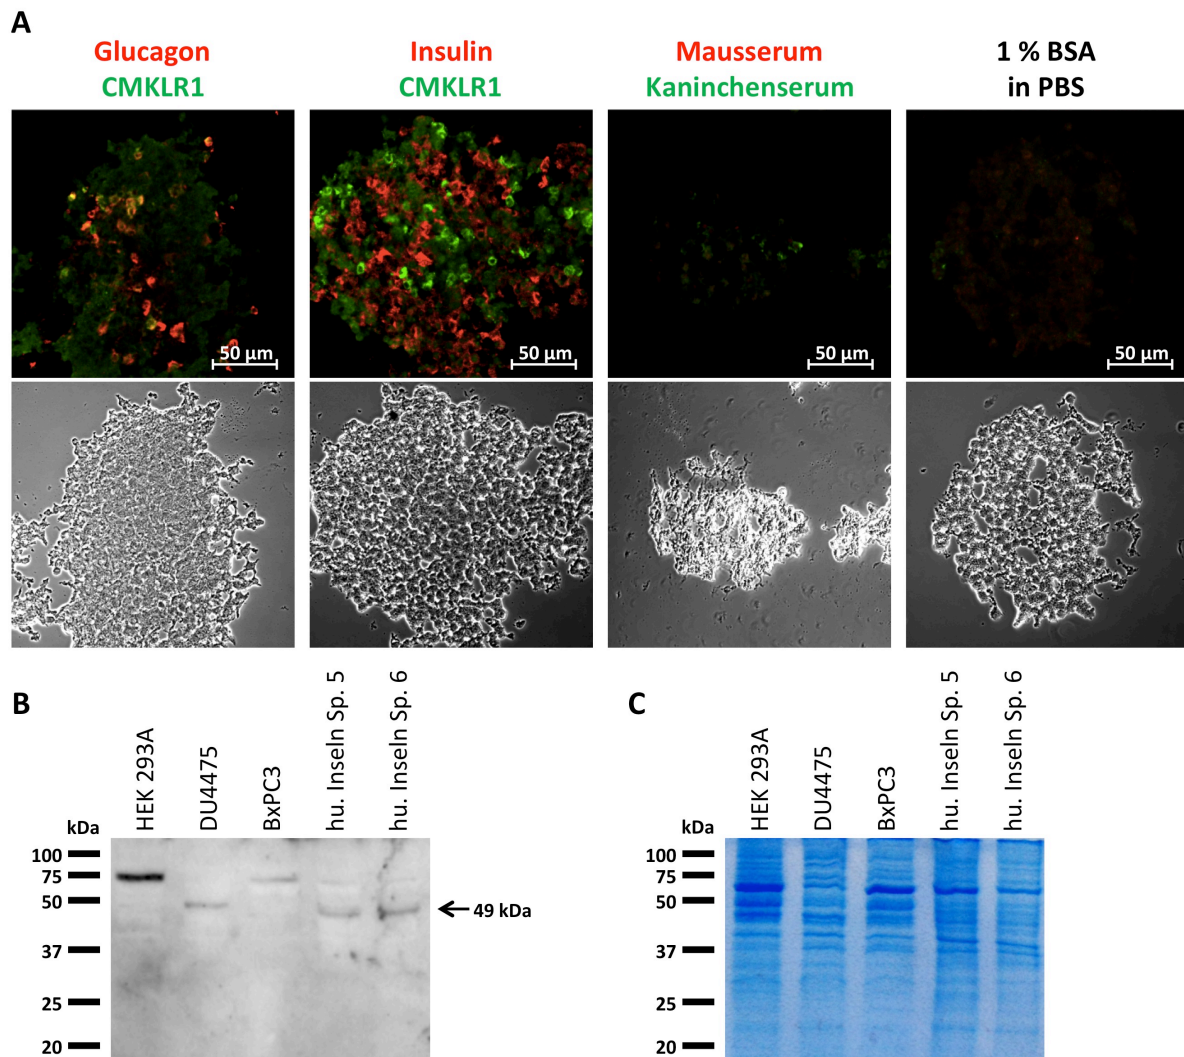 A
Glucagon
CMKLR1
Insulin
CMKLR1
Mausserum
Kaninchenserum
1 % BSA
in PBS
50 µm
50 µm
50 µm
50 µm
B
HEK 293A
DU4475
BxPC3
hu. Inseln Sp. 5
hu. Inseln Sp. 6
kDa
100
75
50
37
25
20
49 kDa
C
HEK 293A
DU4475
BxPC3
hu. Inseln Sp. 5
hu. Inseln Sp. 6
kDa
100
75
50
37
25
20